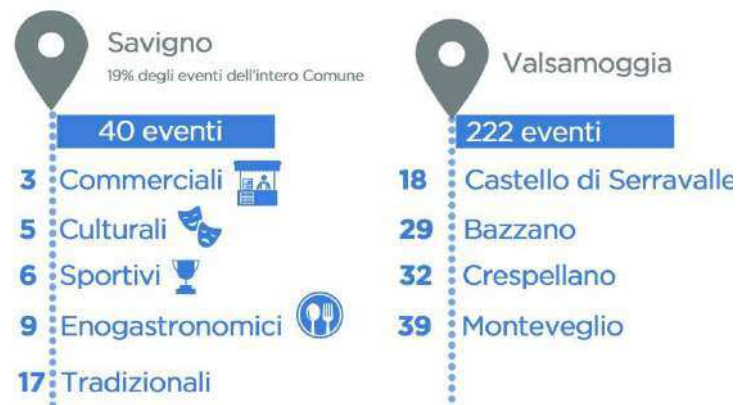 Savigno
19% degli eventi dell'intero Comune
40 eventi
3 Commerciali
5 Culturali
6 Sportivi
9 Enogastronomici
17 Tradizionali
Valsamoggia
222 eventi
18 Castello di Serravalle
29 Bazzano
32 Crespellano
39 Monteveglio